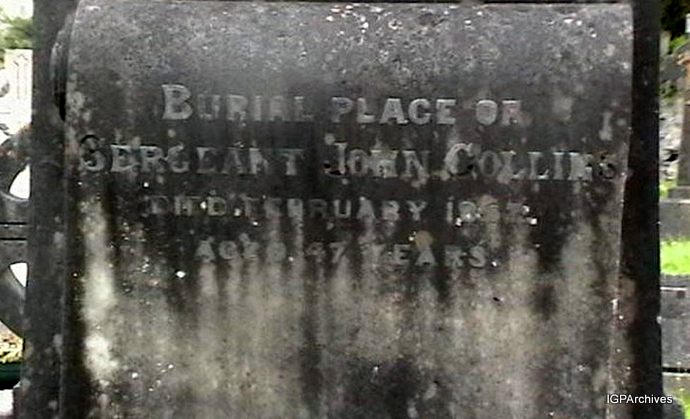 BURIAL PLACE OF
SERGEANT JOHN COLLINS
DIED FEBRUARY
AGED 47 YEARS.
IGPArchives